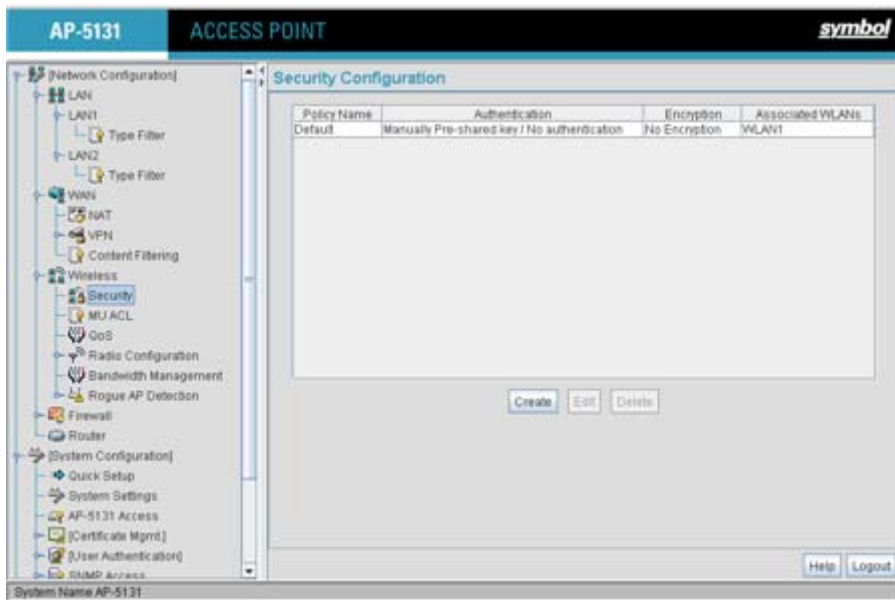 AP-5131 ACCESS POINT symbol
[Network Configuration]
LAN
LAN1
Type Filter
LAN2
Type Filter
WAN
NAT
VPN
Content Filtering
Wireless
Security
MU ACL
QoS
Radio Configuration
Bandwidth Management
Rogue AP Detection
Firewall
Router
[System Configuration]
Quick Setup
System Settings
AP-5131 Access
[Certificate Mgmt.]
[User Authentication]
SNMP Access
Security Configuration
Policy Name Authentication Encryption Associated WLANs
Default Manually Pre-shared key / No authentication No Encryption WLAN1
Create Edit Delete
Help Logout
System Name AP-5131